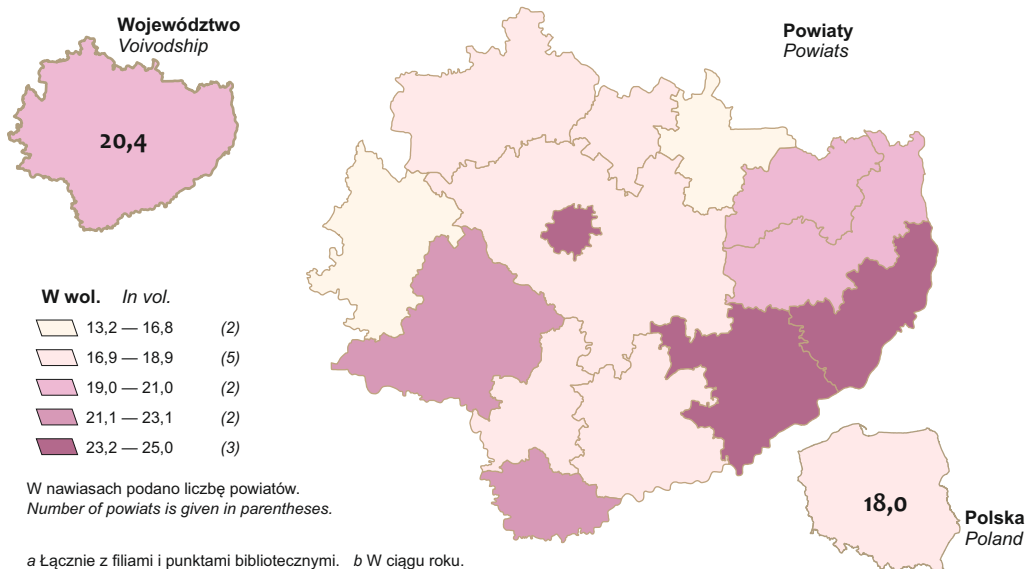 Województwo
Voivodship
20,4
Powiaty
Powiats
W wol. In vol.
13,2 — 16,8 (2)
16,9 — 18,9 (5)
19,0 — 21,0 (2)
21,1 — 23,1 (2)
23,2 — 25,0 (3)
W nawiasach podano liczbę powiatów.
Number of powiats is given in parentheses.
18,0
Polska
Poland
a Łącznie z filiami i punktami bibliotecznymi. b W ciągu roku.